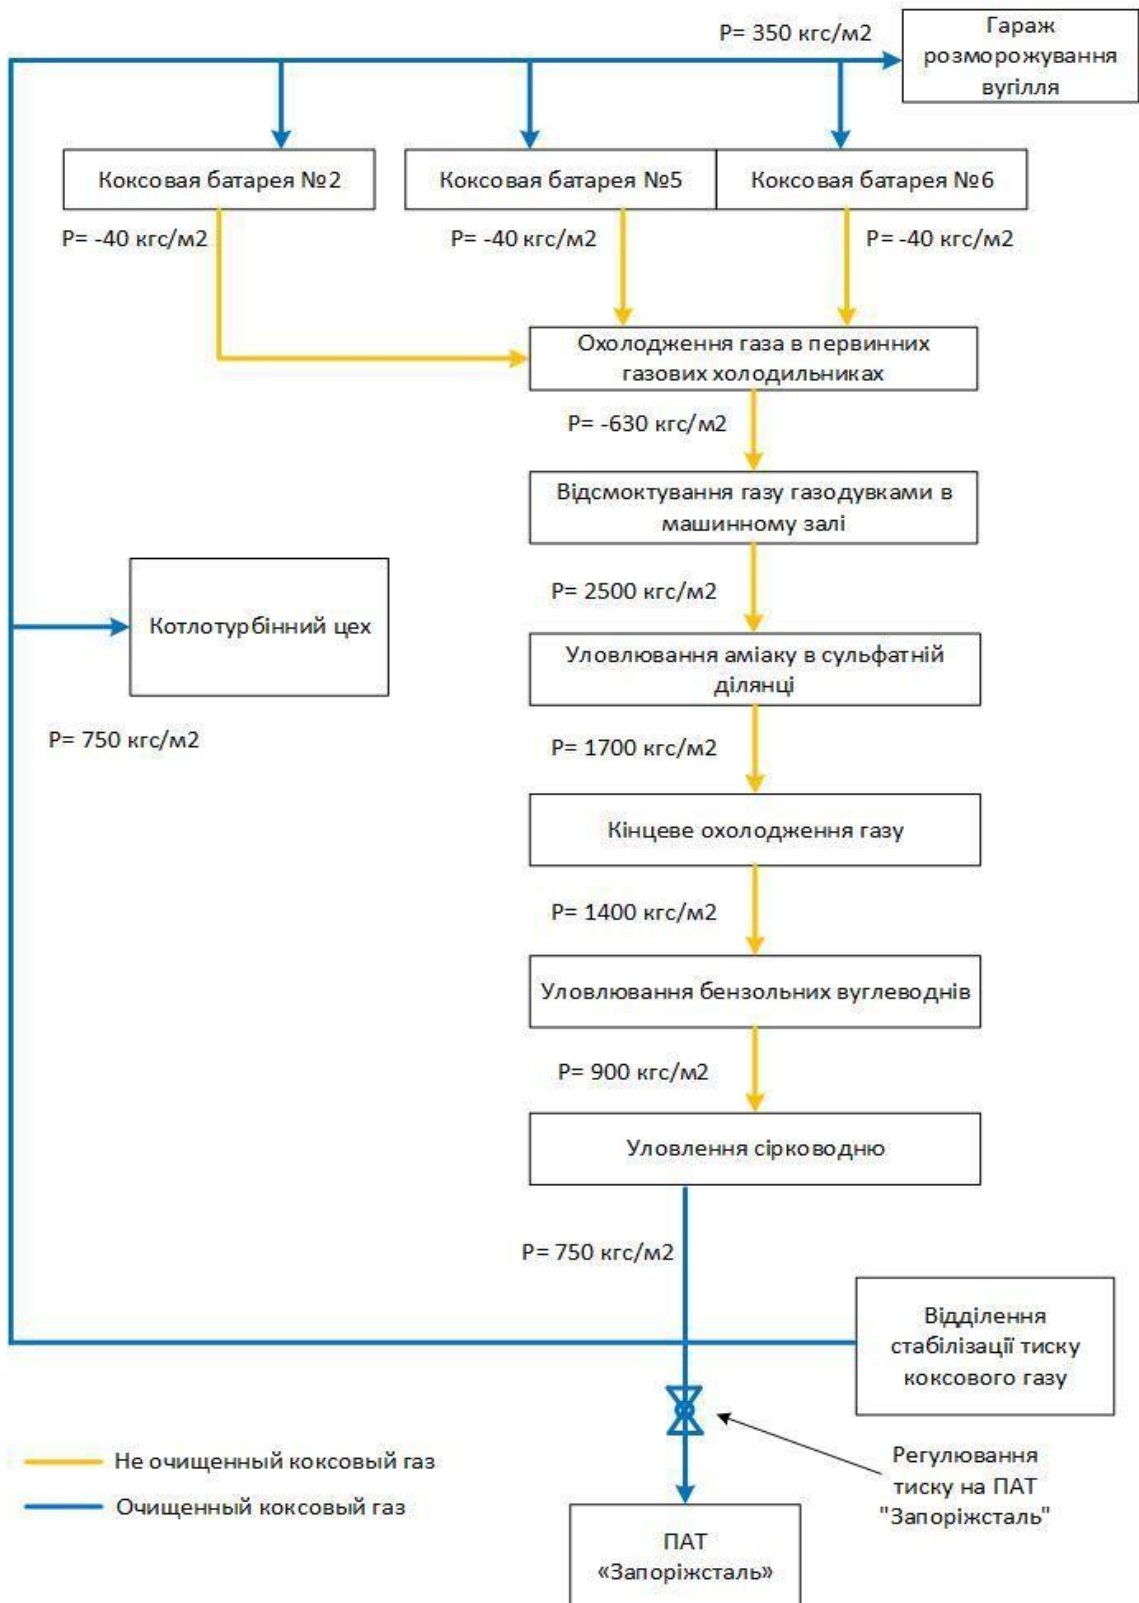 P= 350 кгс/м2
Гараж
розморожування
вугілля
Коксовая батарея №2
Коксовая батарея №5
Коксовая батарея №6
P= -40 кгс/м2
P= -40 кгс/м2
P= -40 кгс/м2
Охолодження газа в первинних
газових холодильниках
P= -630 кгс/м2
Відсмоктування газу газодувками в
машинному залі
P= 2500 кгс/м2
Котлотурбінний цех
Уловлювання аміаку в сульфатній
ділянці
P= 750 кгс/м2
P= 1700 кгс/м2
Кінцеве охолодження газу
P= 1400 кгс/м2
Уловлювання бензольних вуглеводнів
P= 900 кгс/м2
Уловлення сірководню
P= 750 кгс/м2
Відділення
стабілізації тиску
коксового газу
Не очищенный коксовый газ
Очищенный коксовый газ
Регулювання
тиску на ПАТ
"Запоріжсталь"
ПАТ
«Запоріжсталь»